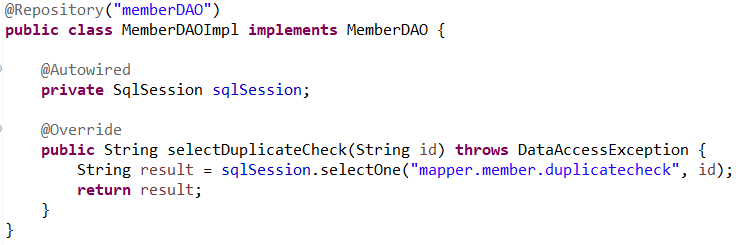 @Repository("memberDAO")
public class MemberDAOImpl implements MemberDAO {
@Autowired
private SqlSession sqlSession;
@Override
public String selectDuplicateCheck(String id) throws DataAccessException {
String result = sqlSession.selectOne("mapper.member.duplicatecheck", id);
return result;
}
}